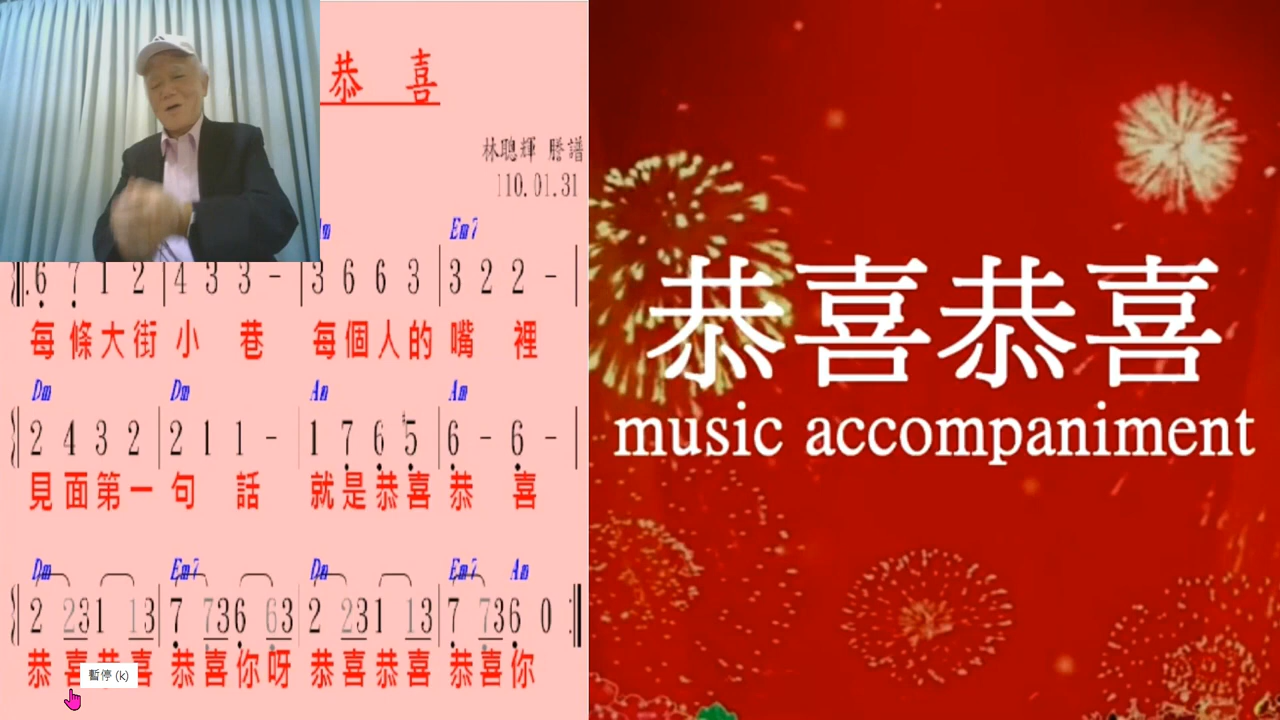 恭 喜
林聰輝 謄譜
110.01.31
m Em7
.6 7 1 2 4 3 3 - 3 6 6 3 3 2 2 -
每條大街小 巷 每個人的嘴 裡
Dm Dm Am Am
2 4 3 2 2 1 1 - 1 7 6 5 6 - 6 -
見面第一句 話 就是恭喜恭 喜
Dm Em7 Dm Em7 Am
2 231 13 7 736 63 2 231 13 7 736 0
恭喜恭喜 恭喜你呀 恭喜恭喜 恭喜你
暫停 (k)
恭喜恭喜
music accompaniment